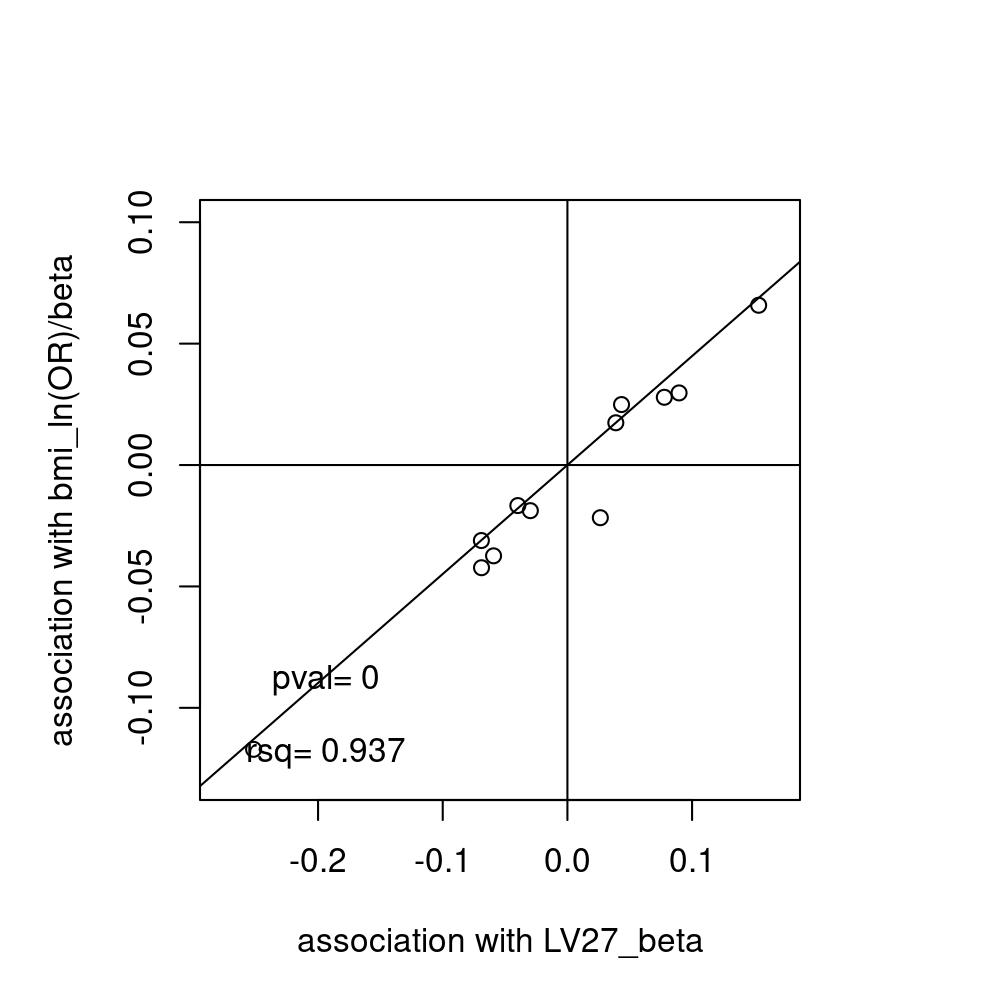 association with bmi_ln(OR)/beta
0.10
0.05
0.00
-0.05
-0.10
pval= 0
rsq= 0.937
-0.2 -0.1 0.0 0.1
association with LV27_beta